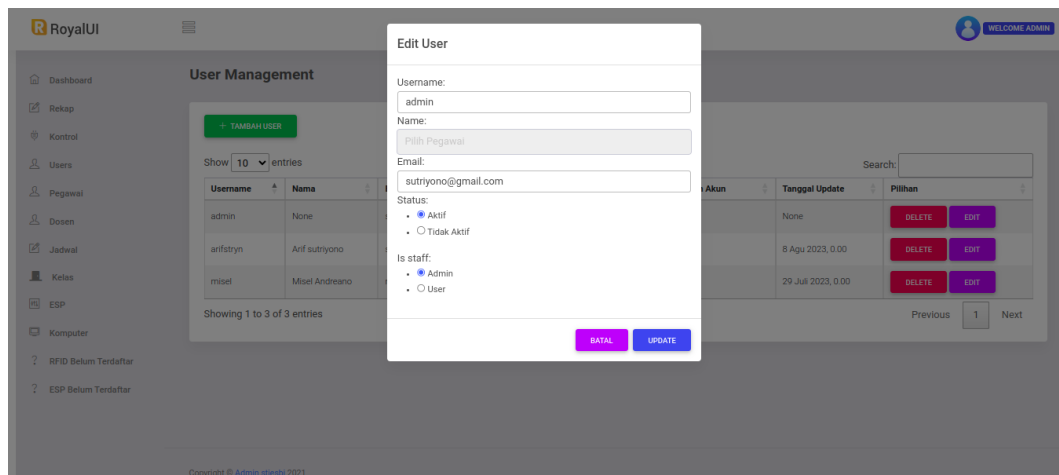 RoyalUI
WELCOME ADMIN
Dashboard
Rekap
Kontrol
Users
Pegawai
Dosen
Jadwal
Kelas
ESP
Komputer
RFID Belum Terdaftar
ESP Belum Terdaftar
User Management
+ TAMBAH USER
Show 10 entries
Search:
Username Nama Akun Tanggal Update Pilihan
admin None None DELETE EDIT
arifstryn Arif sutriyono 8 Agu 2023, 0.00 DELETE EDIT
misel Misel Andreano 29 Juli 2023, 0.00 DELETE EDIT
Showing 1 to 3 of 3 entries
Previous 1 Next
Edit User
Username:
admin
Name:
Pilih Pegawai
Email:
sutriyono@gmail.com
Status:
Aktif
Tidak Aktif
Is staff:
Admin
User
BATAL UPDATE
Copyright © Admin stieshi 2021